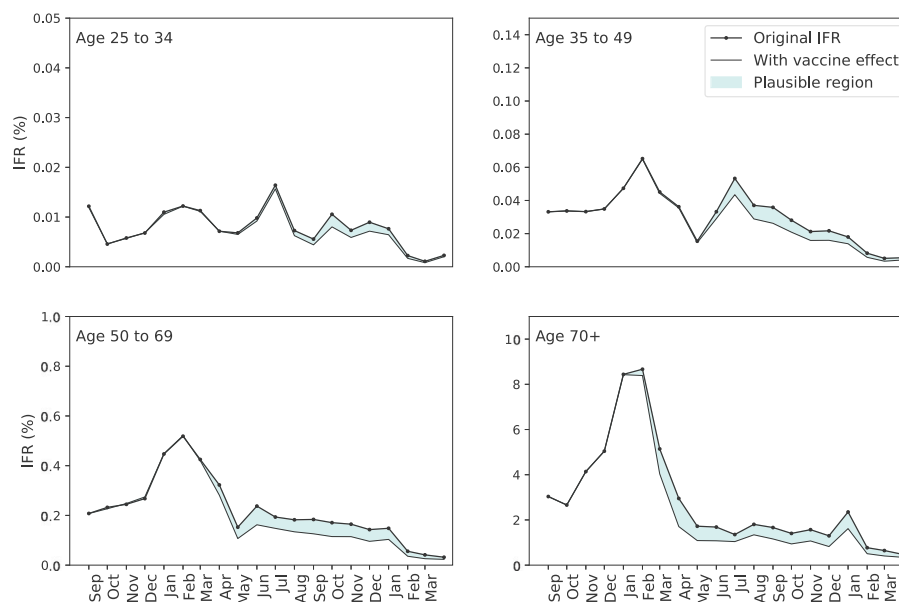 Age 25 to 34
0.05
0.04
0.03
0.02
0.01
0.00
IFR (%)
Age 35 to 49
0.14
0.12
0.10
0.08
0.06
0.04
0.02
0.00
Original IFR
With vaccine effect
Plausible region
Age 50 to 69
1.0
0.8
0.6
0.4
0.2
0.0
IFR (%)
Sep
Oct
Nov
Dec
Jan
Feb
Mar
Apr
May
Jun
Jul
Aug
Sep
Oct
Nov
Dec
Jan
Feb
Mar
Age 70+
10
8
6
4
2
0
Sep
Oct
Nov
Dec
Jan
Feb
Mar
Apr
May
Jun
Jul
Aug
Sep
Oct
Nov
Dec
Jan
Feb
Mar